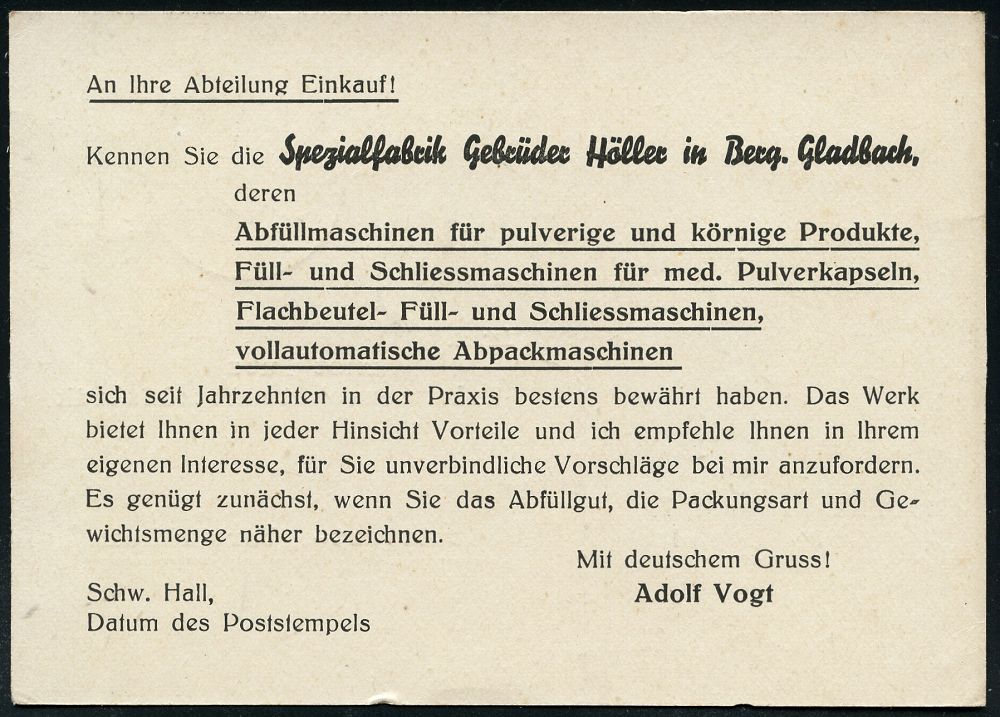 An Ihre Abteilung Einkauf!
Kennen Sie die Spezialfabrik Gebrüder Höller in Berg. Gladbach,
deren
Abfüllmaschinen für pulverige und körnige Produkte,
Füll- und Schliessmaschinen für med. Pulverkapseln,
Flachbeutel- Füll- und Schliessmaschinen,
vollautomatische Abpackmaschinen
sich seit Jahrzehnten in der Praxis bestens bewährt haben. Das Werk
bietet Ihnen in jeder Hinsicht Vorteile und ich empfehle Ihnen in Ihrem
eigenen Interesse, für Sie unverbindliche Vorschläge bei mir anzufordern.
Es genügt zunächst, wenn Sie das Abfüllgut, die Packungsart und Ge-
wichtsmenge näher bezeichnen.
Mit deutschem Gruss!
Adolf Vogt
Schw. Hall,
Datum des Poststempels